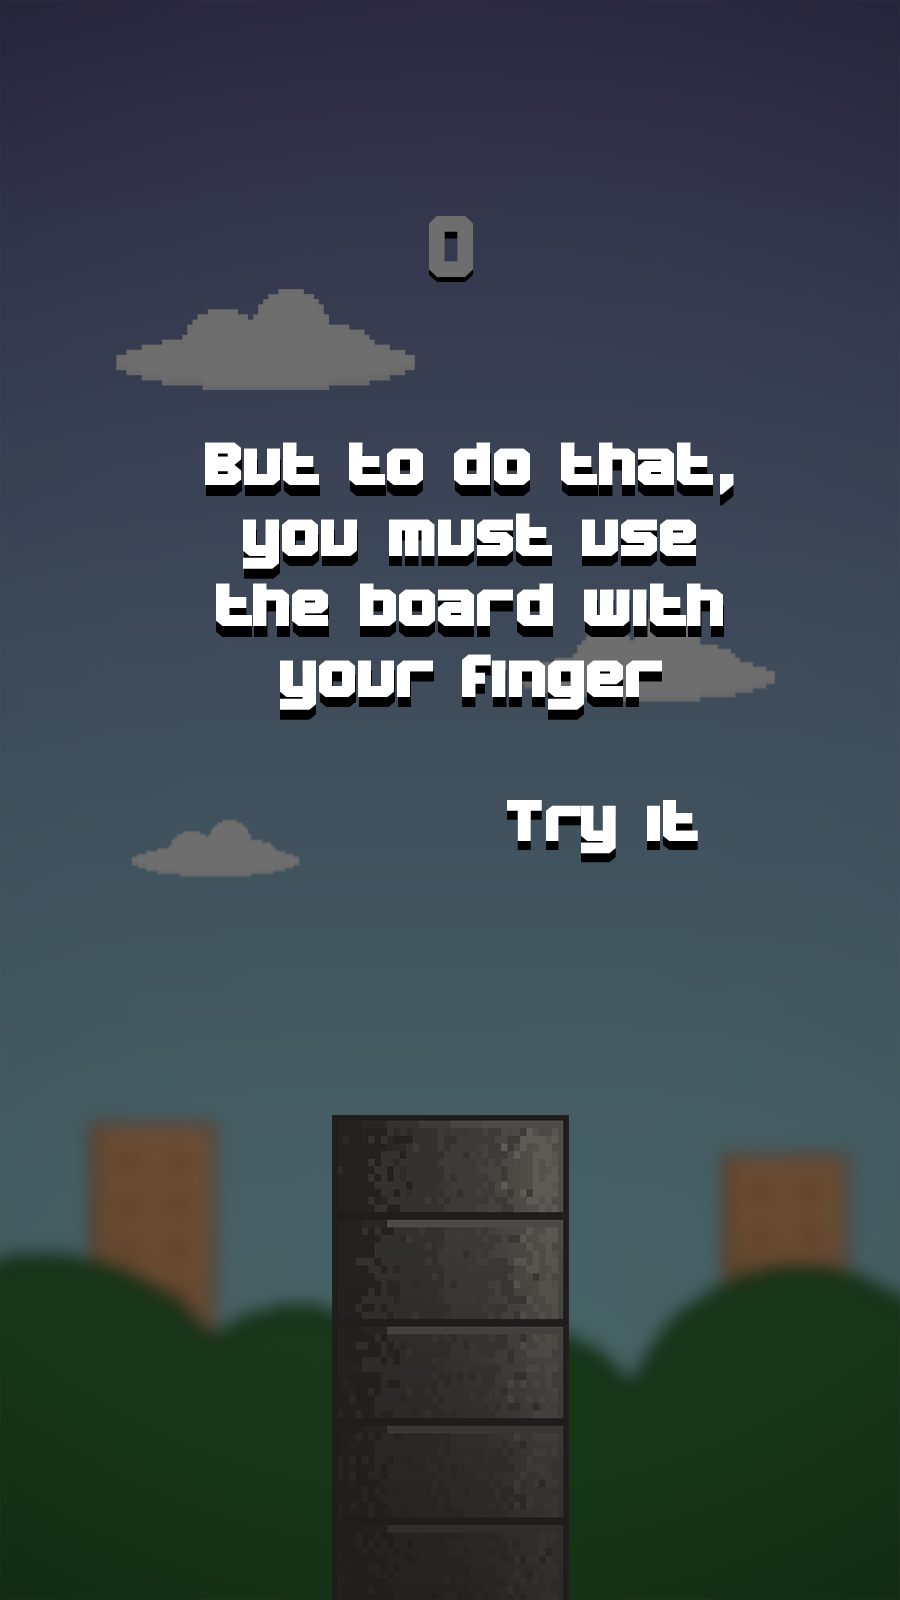 0
But to do that,
you must use
the board with
your finger
Try it